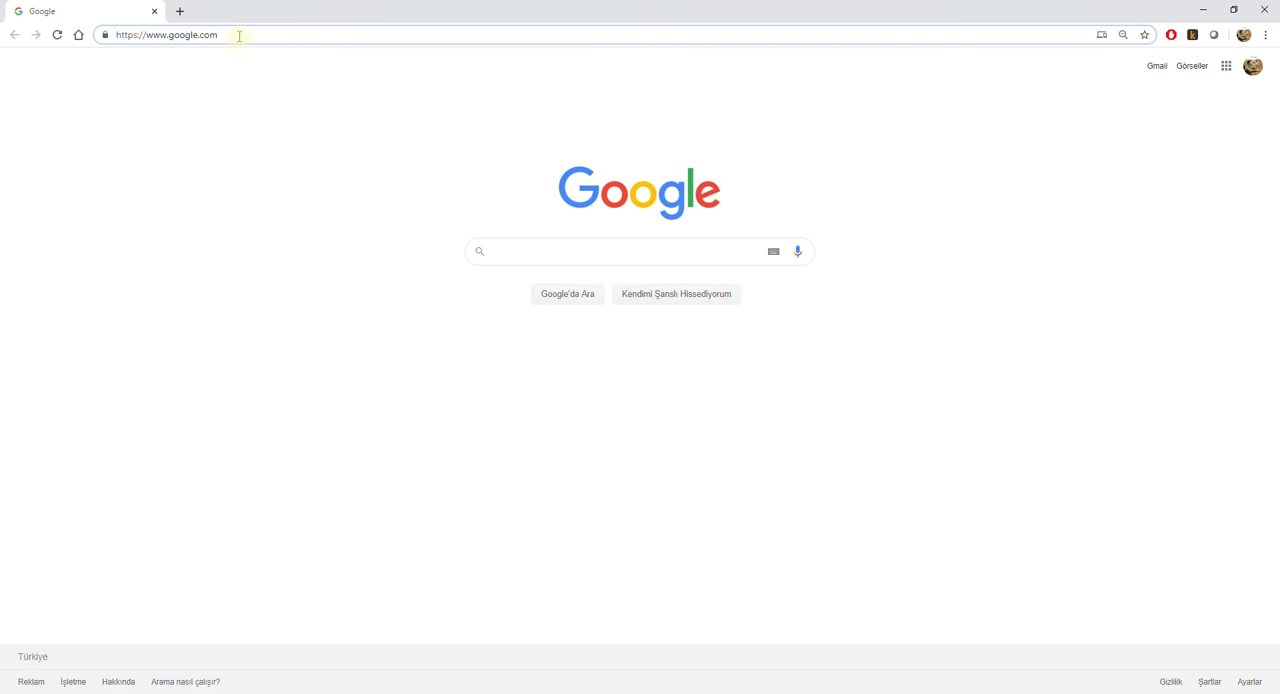 Google
https://www.google.com
Gmail Görseller
Google
Google'da Ara Kendimi Şanslı Hissediyorum
Türkiye
Reklam İşletme Hakkında Arama nasıl çalışır? Gizlilik Şartlar Ayarlar